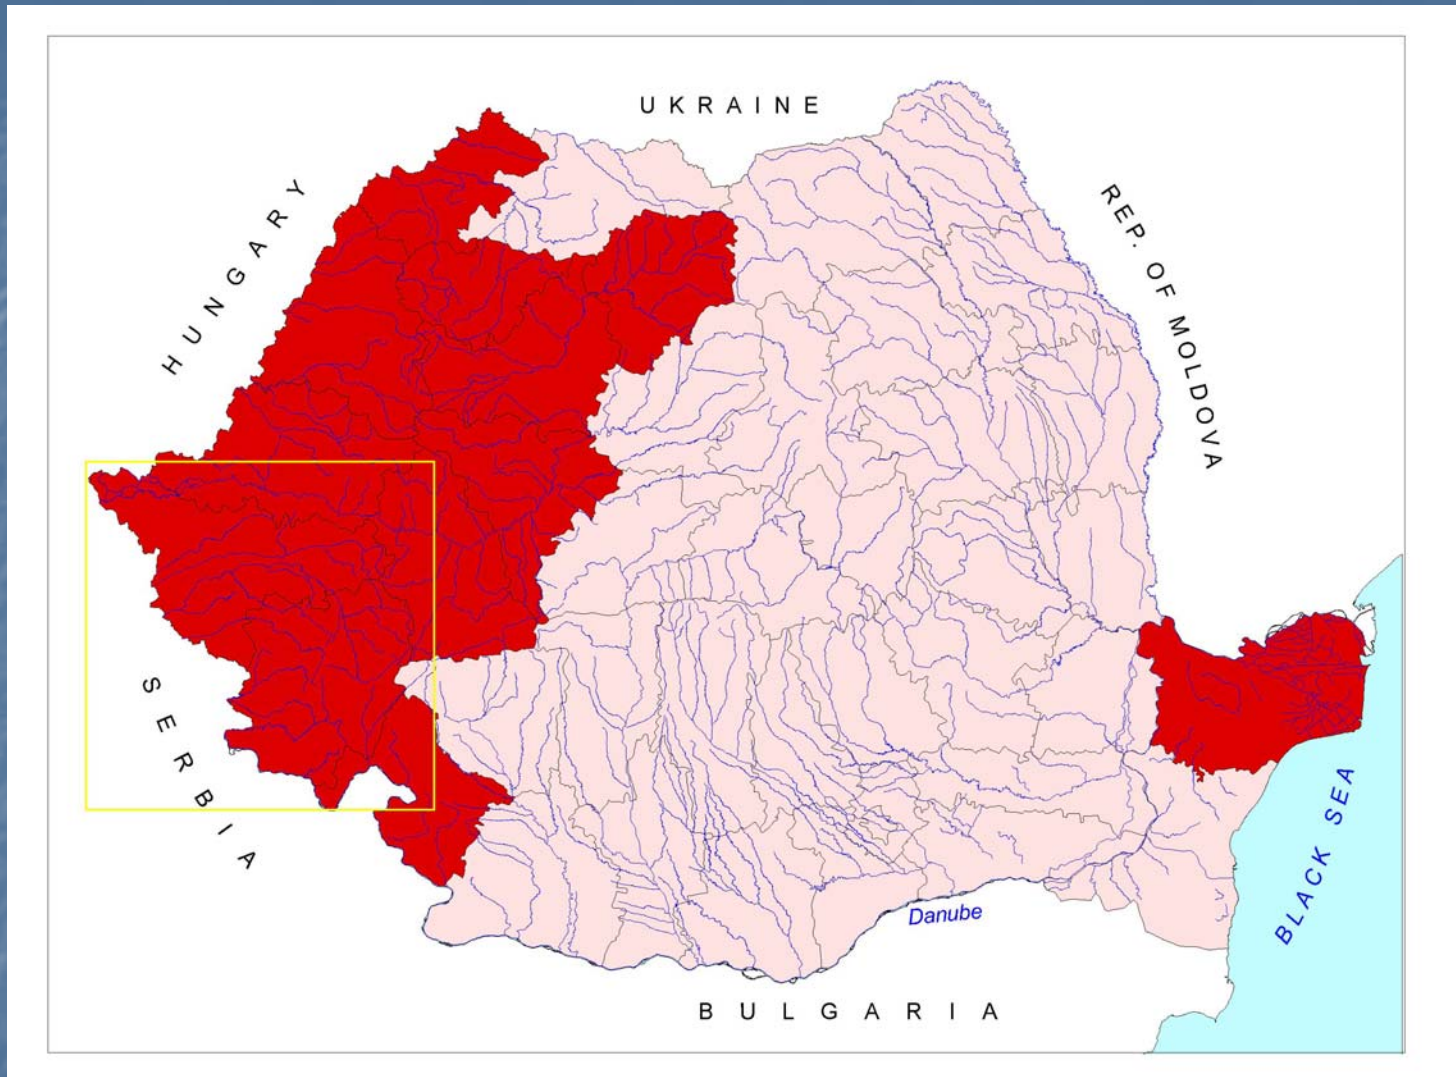 UKRAINE
HUNGARY
REP. OF MOLDOVA
SERBIA
BLACK SEA
Danube
BULGARIA